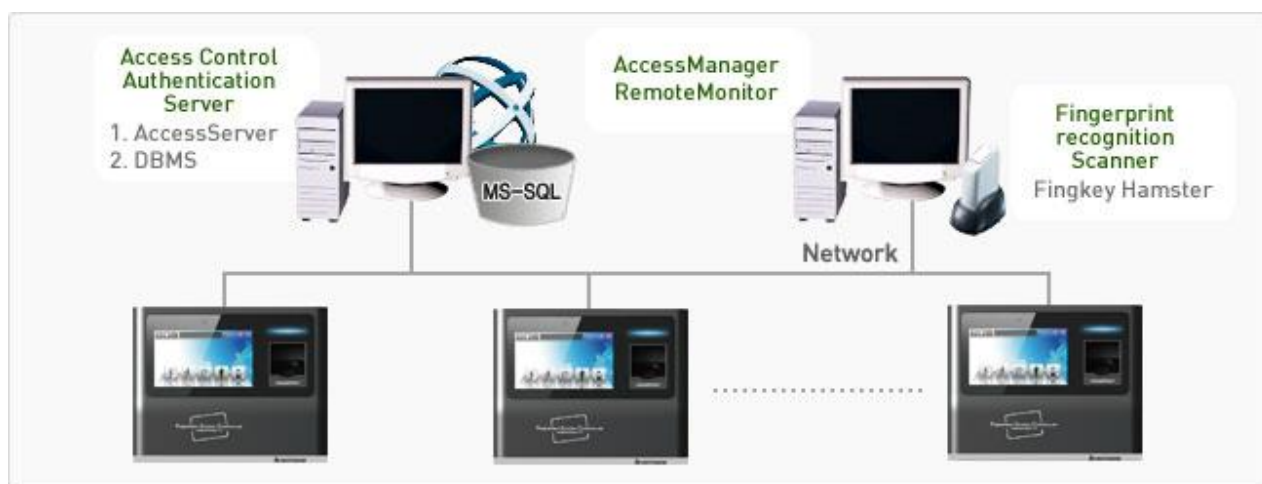 Access Control
Authentication
Server
1. AccessServer
2. DBMS
MS-SQL
AccessManager
RemoteMonitor
Fingerprint
recognition
Scanner
Fingkey Hamster
Network